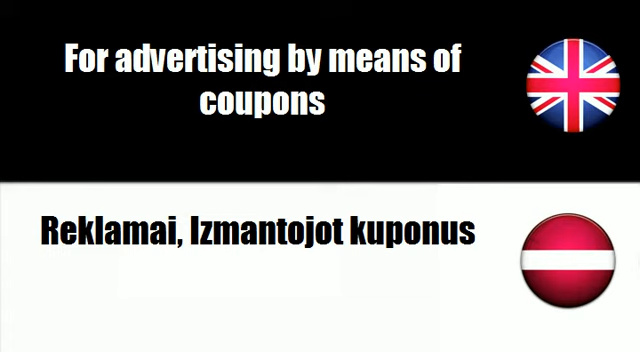 For advertising by means of
coupons
Reklamai, Izmantojot kuponus